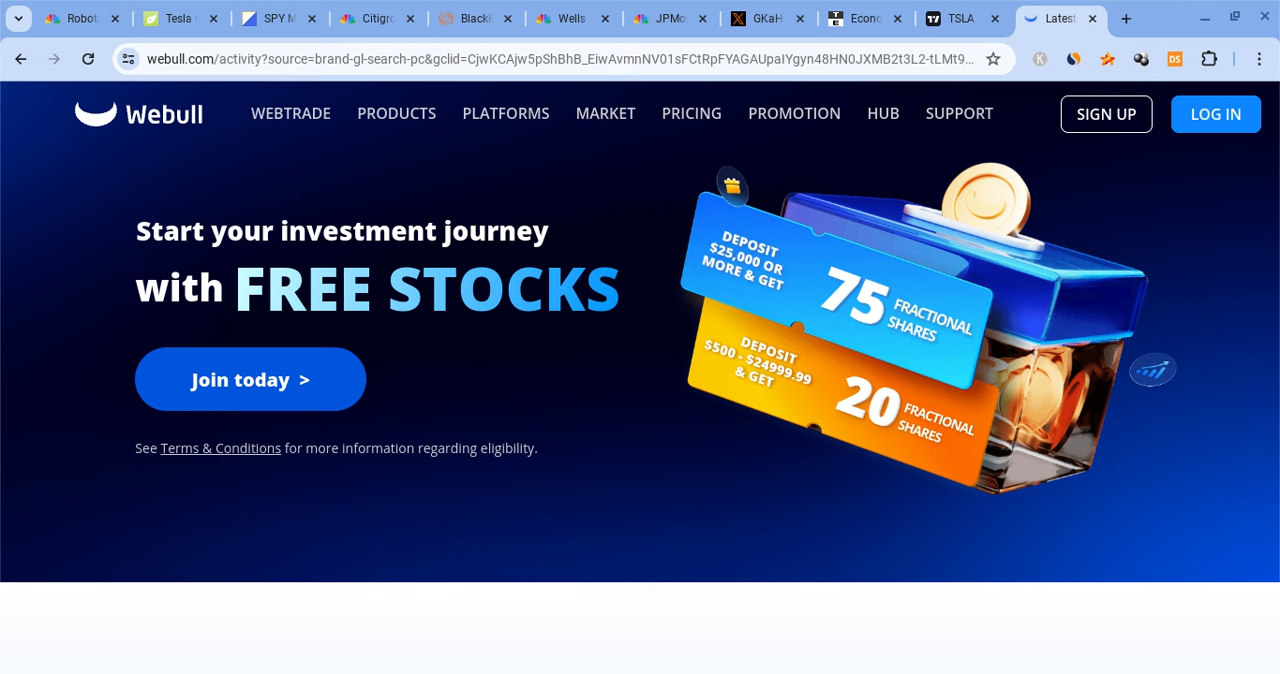 Robot
Tesla
SPY M
Citigro
Black
Wells
JPMo
GKaH
Econo
TSLA
Latest
webull.com/activity?source=brand-gl-search-pc&gclid=CjwKCAjw5pShBhB_EiwAvmnNV01sFCtRpFYAGAUpaIYgyn48HN0JXMB2t3L2-tLMt9...
K
DS
Webull
WEBTRADE
PRODUCTS
PLATFORMS
MARKET
PRICING
PROMOTION
HUB
SUPPORT
SIGN UP
LOG IN
Start your investment journey
with FREE STOCKS
Join today >
See Terms & Conditions for more information regarding eligibility.
DEPOSIT
$25,000 OR
MORE & GET
75
FRACTIONAL
SHARES
DEPOSIT
$500 - $24999.99
& GET
20
FRACTIONAL
SHARES